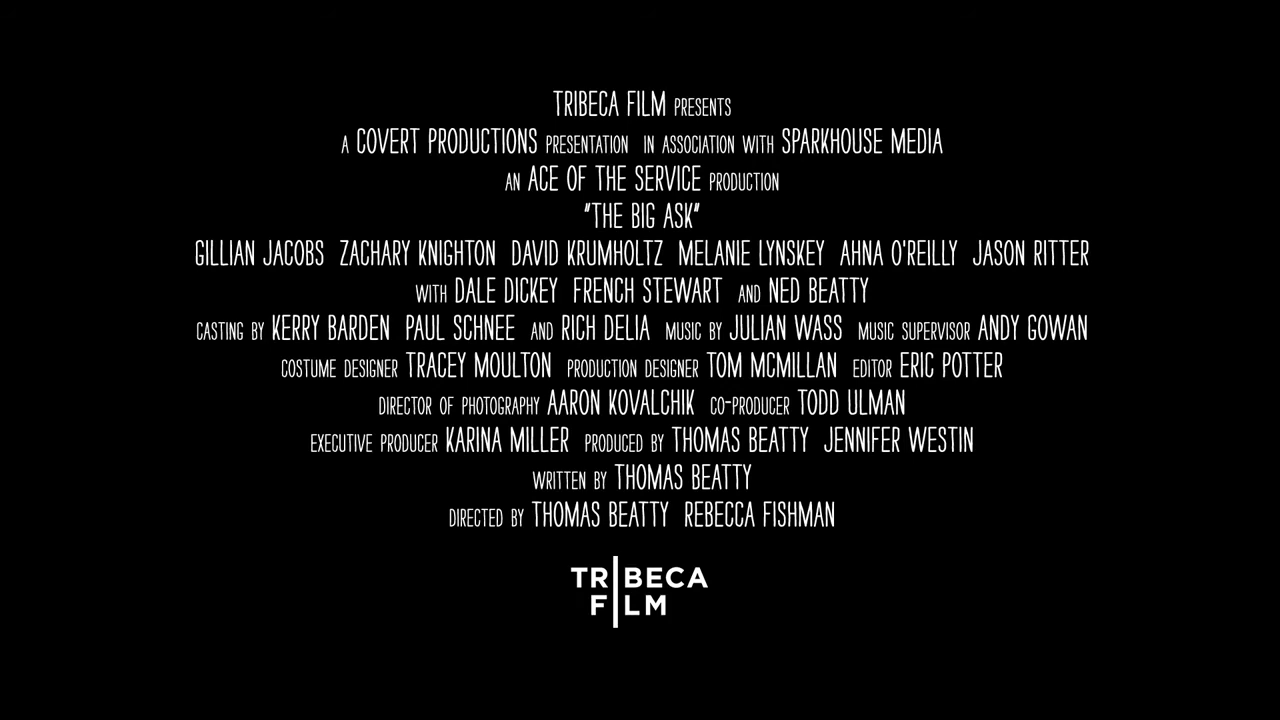 TRIBECA FILM PRESENTS
A COVERT PRODUCTIONS PRESENTATION IN ASSOCIATION WITH SPARKHOUSE MEDIA
AN ACE OF THE SERVICE PRODUCTION
"THE BIG ASK"
GILLIAN JACOBS ZACHARY KNIGHTON DAVID KRUMHOLTZ MELANIE LYNSKEY AHNA O'REILLY JASON RITTER
WITH DALE DICKEY FRENCH STEWART AND NED BEATTY
CASTING BY KERRY BARDEN PAUL SCHNEE AND RICH DELIA MUSIC BY JULIAN WASS MUSIC SUPERVISOR ANDY GOWAN
COSTUME DESIGNER TRACEY MOULTON PRODUCTION DESIGNER TOM MCMILLAN EDITOR ERIC POTTER
DIRECTOR OF PHOTOGRAPHY AARON KOVALCHIK CO-PRODUCER TODD ULMAN
EXECUTIVE PRODUCER KARINA MILLER PRODUCED BY THOMAS BEATTY JENNIFER WESTIN
WRITTEN BY THOMAS BEATTY
DIRECTED BY THOMAS BEATTY REBECCA FISHMAN
TRIBECA
FILM